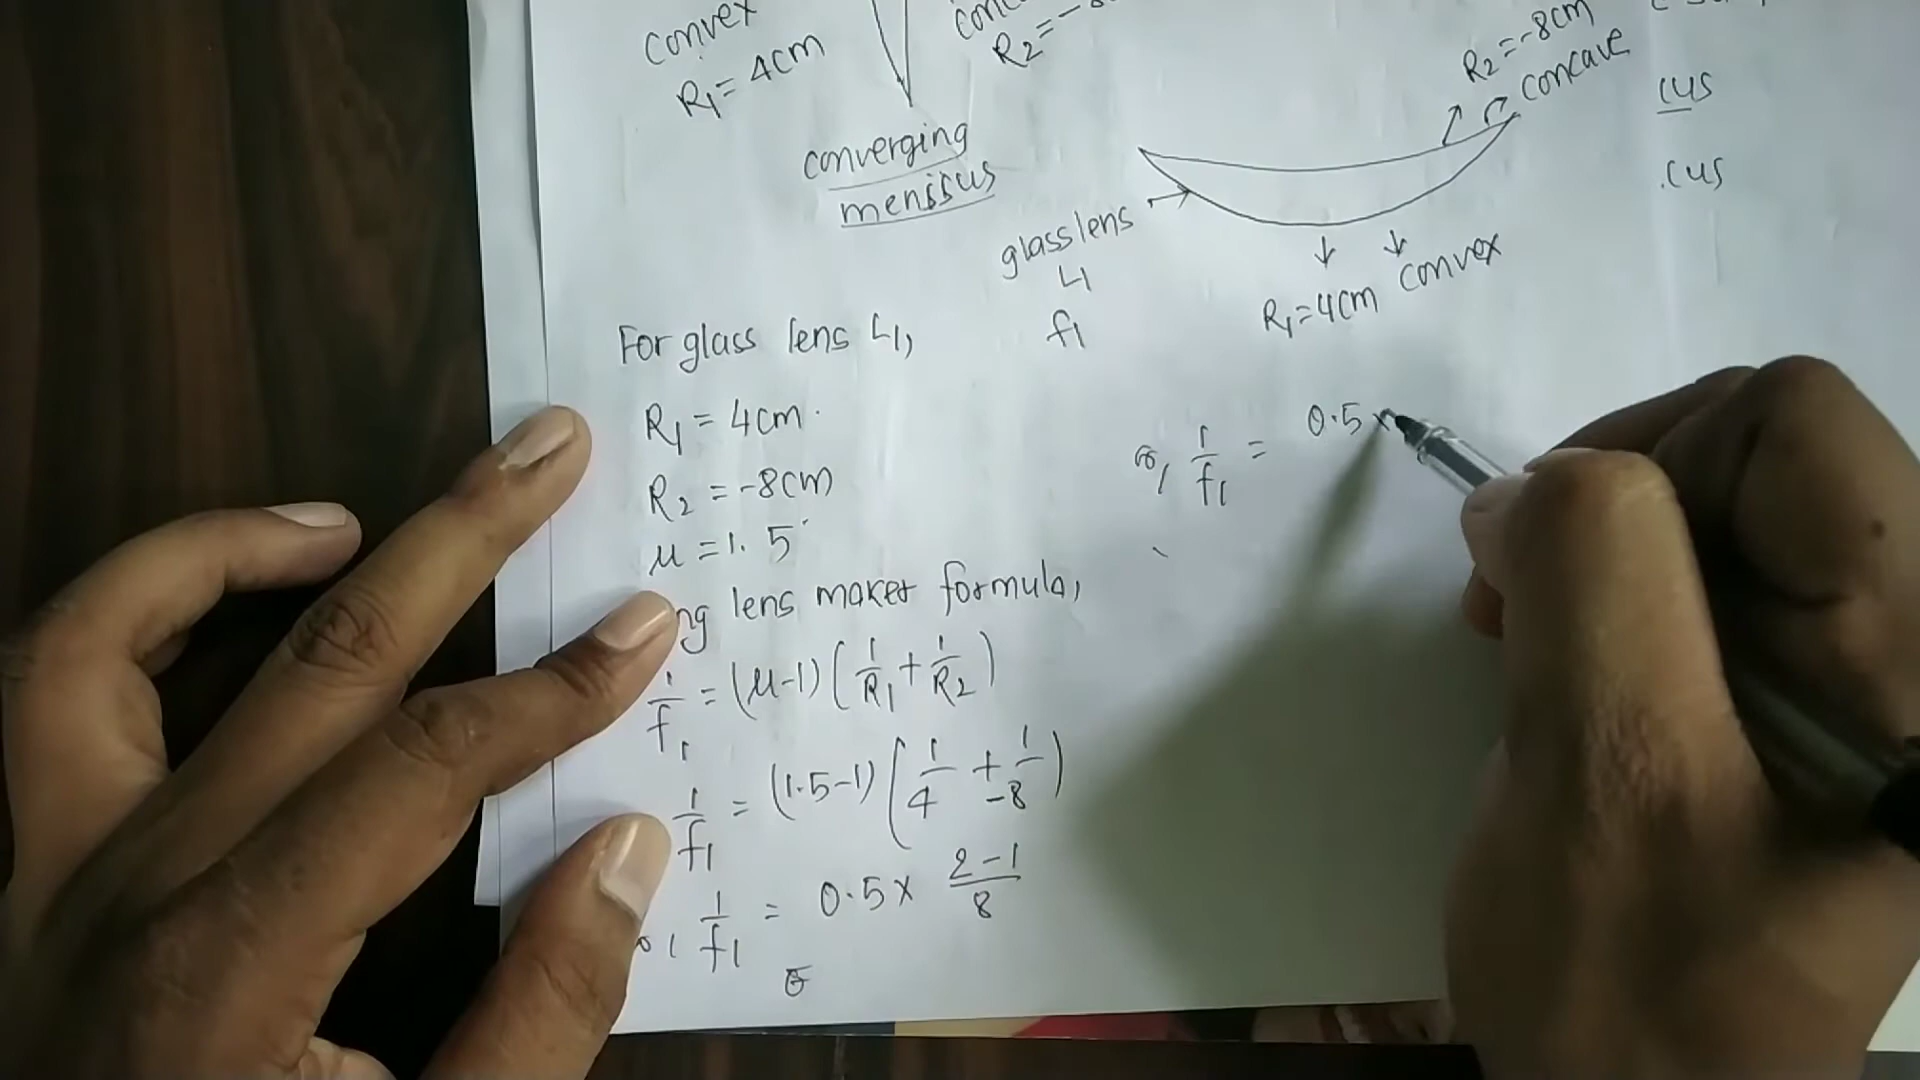 convex
R1 = 4cm
R2 = -8
converging
menissus
R2 = -8cm
concave
cus
.cus
glass lens
L1
f1
R1 = 4cm convex
For glass lens L1,
R1 = 4cm.
R2 = -8cm
μ = 1.5
lens maker formula,
1/f1 = (μ-1)(1/R1 + 1/R2)
1/f1 = (1.5-1)(1/4 + 1/-8)
1/f1 = 0.5 x (2-1)/8
or, 1/f1 = 0.5 x